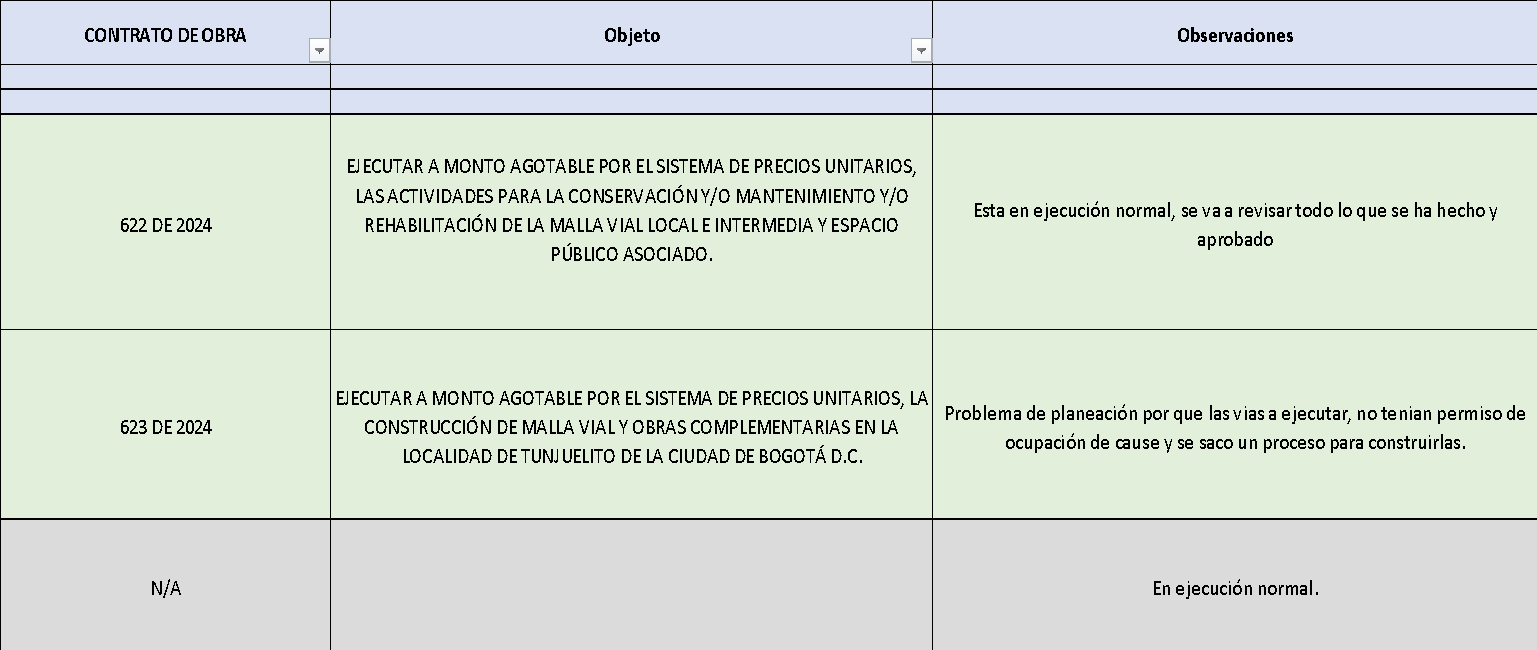 CONTRATO DE OBRA
Objeto
Observaciones
622 DE 2024
EJECUTAR A MONTO AGOTABLE POR EL SISTEMA DE PRECIOS UNITARIOS,
LAS ACTIVIDADES PARA LA CONSERVACIÓN Y/O MANTENIMIENTO Y/O
REHABILITACIÓN DE LA MALLA VIAL LOCAL E INTERMEDIA Y ESPACIO
PÚBLICO ASOCIADO.
Esta en ejecución normal, se va a revisar todo lo que se ha hecho y
aprobado
623 DE 2024
EJECUTAR A MONTO AGOTABLE POR EL SISTEMA DE PRECIOS UNITARIOS, LA
CONSTRUCCIÓN DE MALLA VIAL Y OBRAS COMPLEMENTARIAS EN LA
LOCALIDAD DE TUNJUELITO DE LA CIUDAD DE BOGOTÁ D.C.
Problema de planeación por que las vias a ejecutar, no tenian permiso de
ocupación de cause y se saco un proceso para construirlas.
N/A
En ejecución normal.